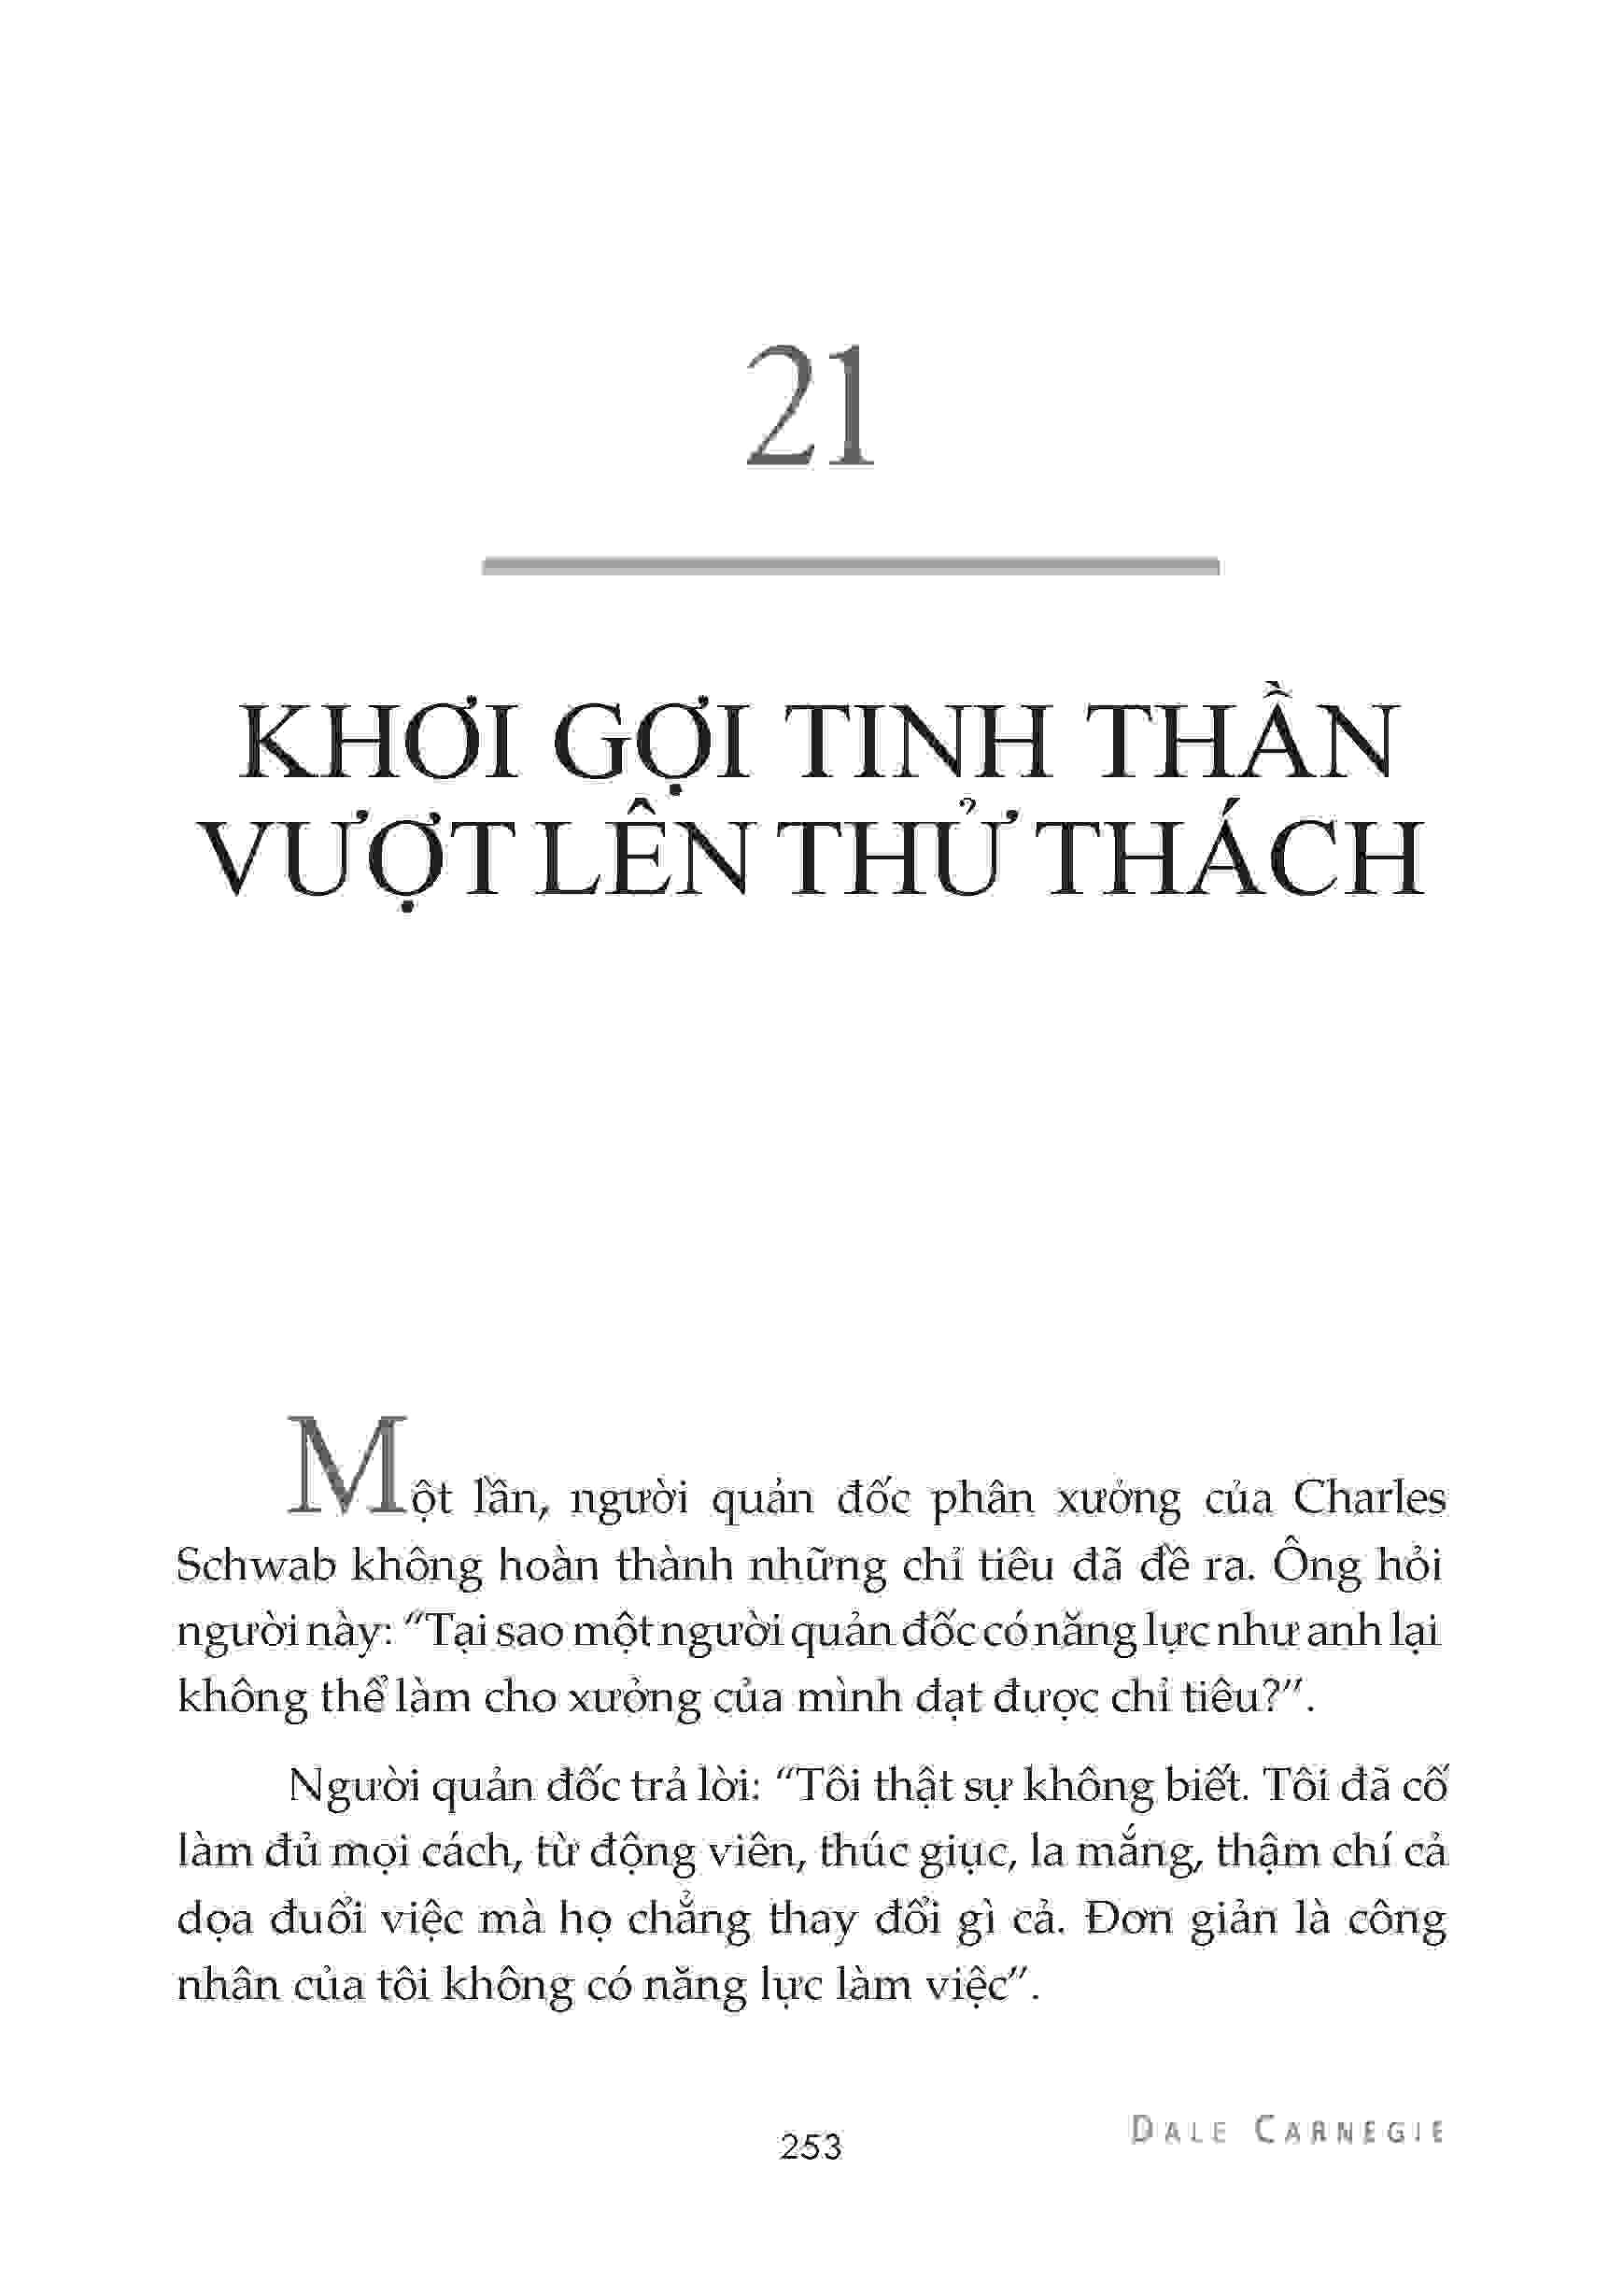 21
KHƠI GỢI TINH THẦN
VƯỢT LÊN THỬ THÁCH
Một lần, người quản đốc phân xưởng của Charles
Schwab không hoàn thành những chỉ tiêu đã đề ra. Ông hỏi
người này: “Tại sao một người quản đốc có năng lực như anh lại
không thể làm cho xưởng của mình đạt được chỉ tiêu?”.
Người quản đốc trả lời: “Tôi thật sự không biết. Tôi đã cố
làm đủ mọi cách, từ động viên, thúc giục, la mắng, thậm chí cả
dọa đuổi việc mà họ chẳng thay đổi gì cả. Đơn giản là công
nhân của tôi không có năng lực làm việc”.
253
DALE CARNEGIE